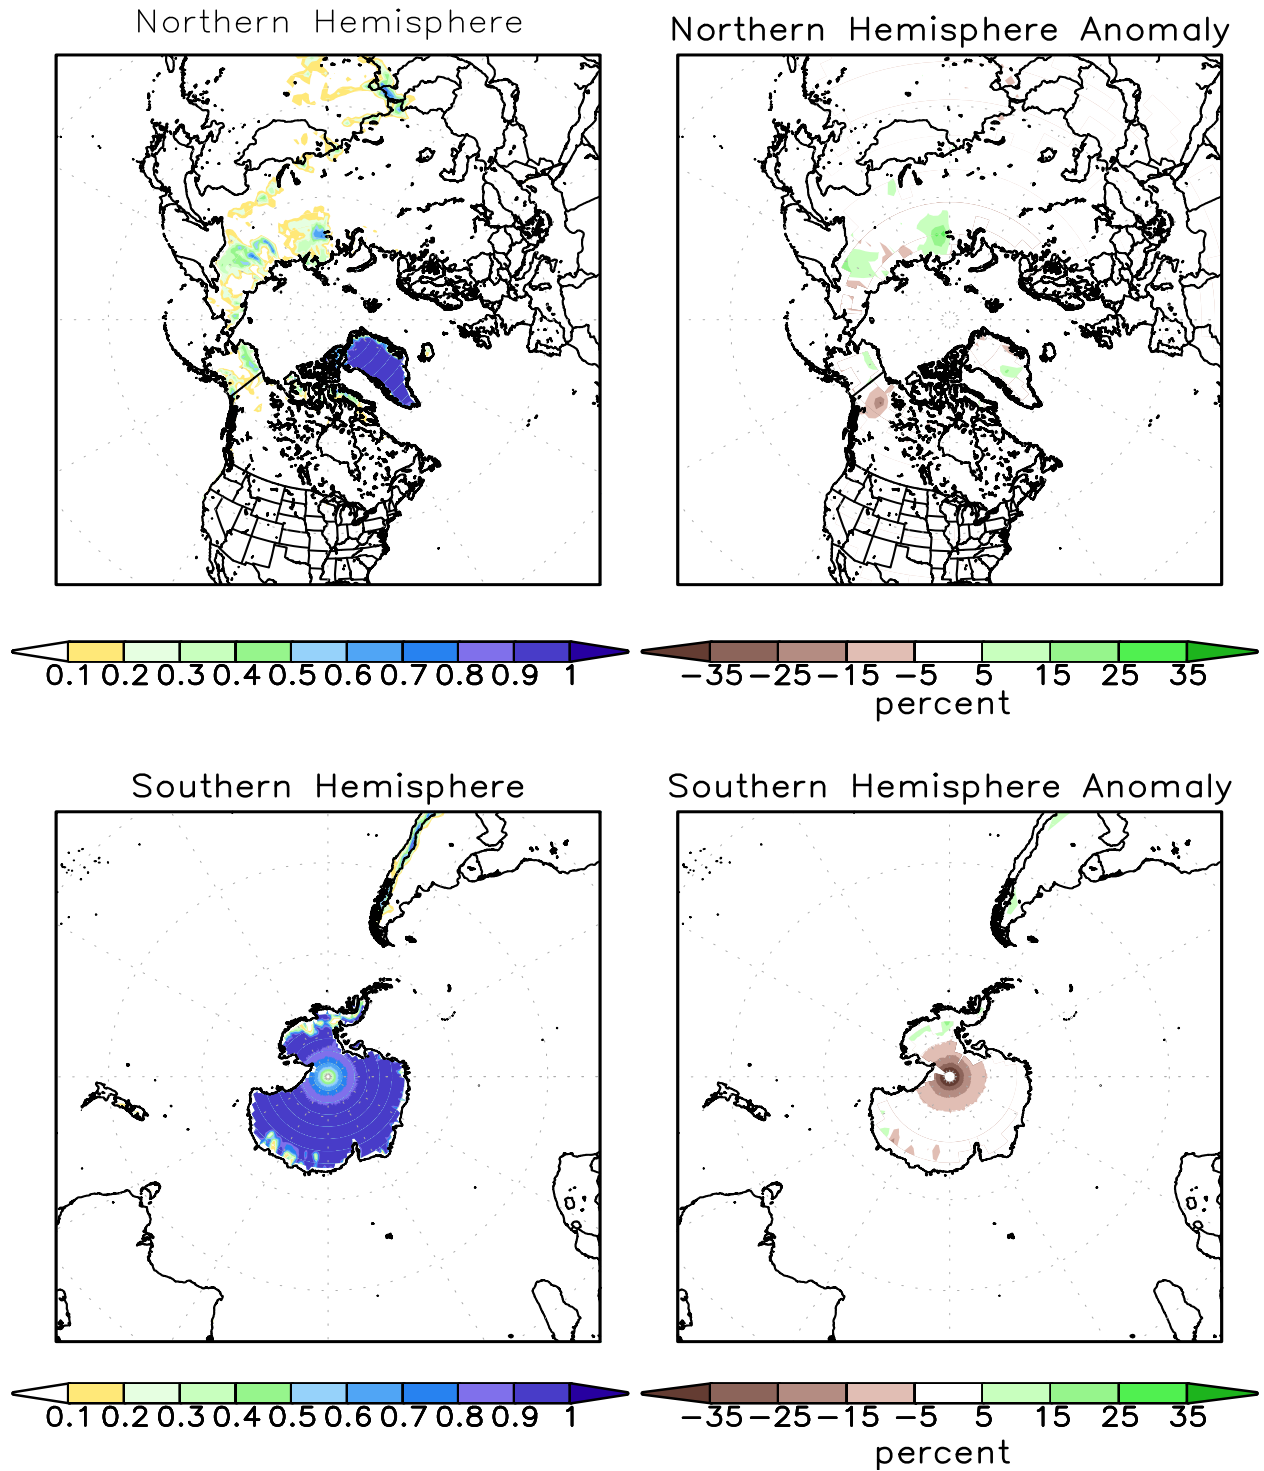 Northern Hemisphere
Northern Hemisphere Anomaly
0.1 0.2 0.3 0.4 0.5 0.6 0.7 0.8 0.9 1
-35 -25 -15 -5 5 15 25 35
percent
Southern Hemisphere
Southern Hemisphere Anomaly
0.1 0.2 0.3 0.4 0.5 0.6 0.7 0.8 0.9 1
-35 -25 -15 -5 5 15 25 35
percent